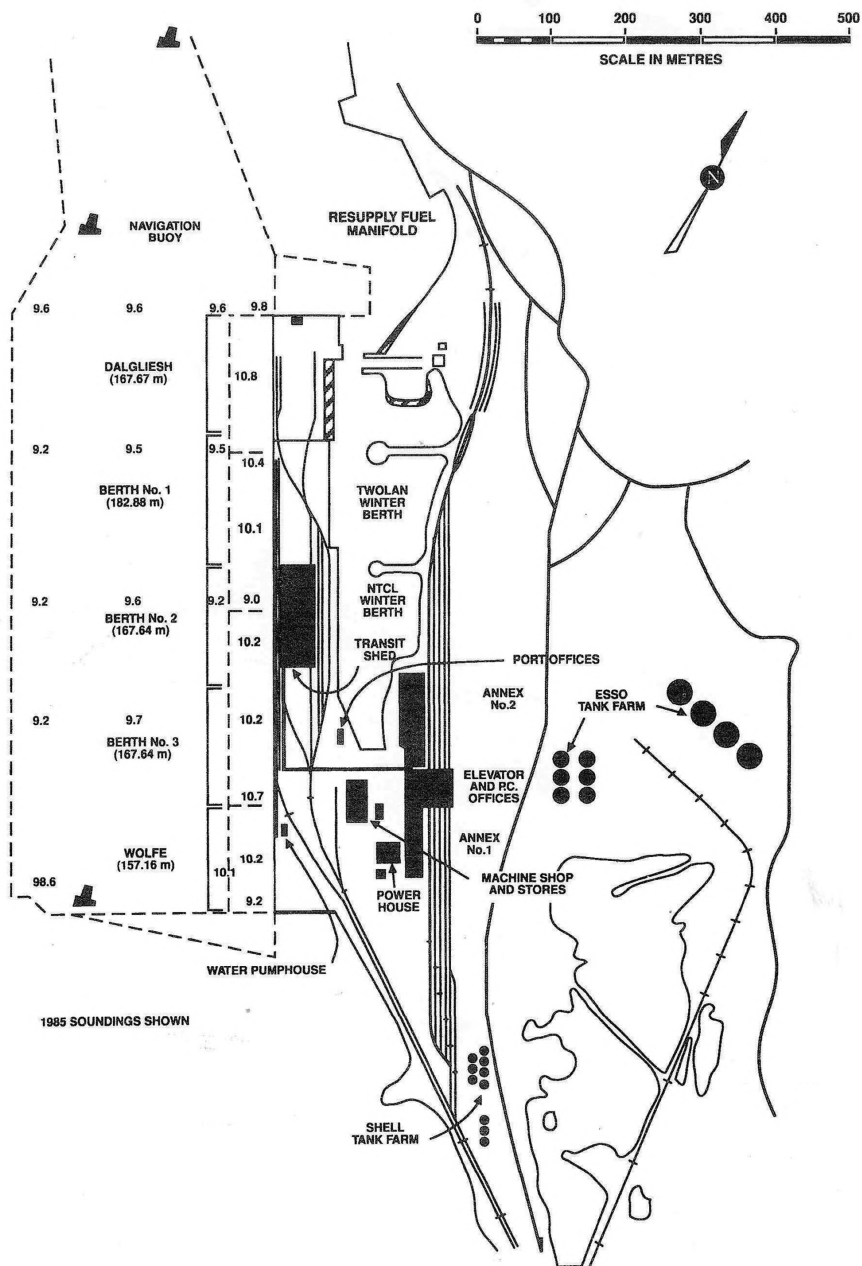 0 100 200 300 400 500
SCALE IN METRES
N
NAVIGATION
BUOY
RESUPPLY FUEL
MANIFOLD
9.6 9.6 9.6 9.8
DALGLIESH
(167.67 m)
10.8
9.2 9.5 9.5 10.4
BERTH No. 1
(182.88 m)
10.1
TWOLAN
WINTER
BERTH
9.2 9.6 9.2 9.0
BERTH No. 2
(167.64 m)
10.2
NTCL
WINTER
BERTH
TRANSIT
SHED
PORT OFFICES
9.2 9.7 10.2
BERTH No. 3
(167.64 m)
ANNEX
No.2
ESSO
TANK FARM
10.7
ELEVATOR
AND P.C.
OFFICES
WOLFE
(157.16 m)
10.1
10.2
9.2
98.6
ANNEX
No.1
MACHINE SHOP
AND STORES
POWER
HOUSE
WATER PUMPHOUSE
1985 SOUNDINGS SHOWN
SHELL
TANK FARM